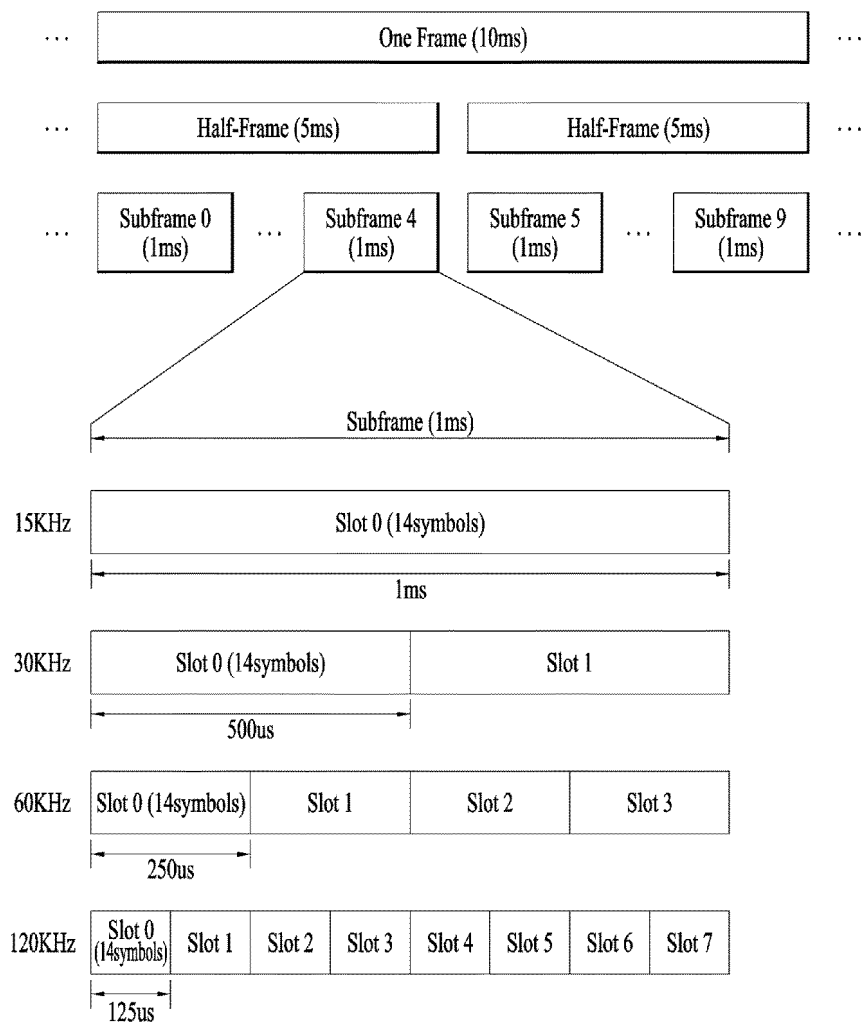 ... One Frame (10ms) ...
... Half-Frame (5ms) Half-Frame (5ms) ...
... Subframe 0 (1ms) ... Subframe 4 (1ms) Subframe 5 (1ms) ... Subframe 9 (1ms) ...
Subframe (1ms)
15KHz Slot 0 (14symbols)
1ms
30KHz Slot 0 (14symbols) Slot 1
500us
60KHz Slot 0 (14symbols) Slot 1 Slot 2 Slot 3
250us
120KHz Slot 0 (14symbols) Slot 1 Slot 2 Slot 3 Slot 4 Slot 5 Slot 6 Slot 7
125us